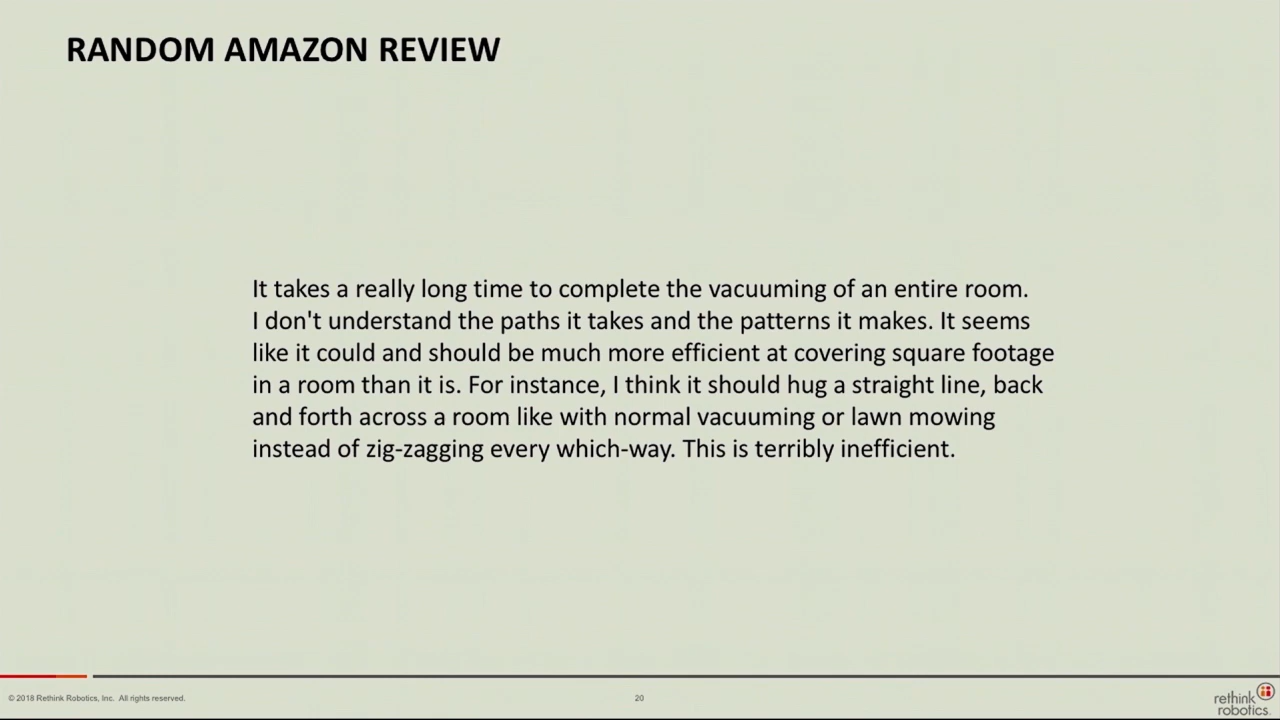 RANDOM AMAZON REVIEW
It takes a really long time to complete the vacuuming of an entire room.
I don't understand the paths it takes and the patterns it makes. It seems
like it could and should be much more efficient at covering square footage
in a room than it is. For instance, I think it should hug a straight line, back
and forth across a room like with normal vacuuming or lawn mowing
instead of zig-zagging every which-way. This is terribly inefficient.
© 2018 Rethink Robotics, Inc. All rights reserved.
20
rethink
robotics.